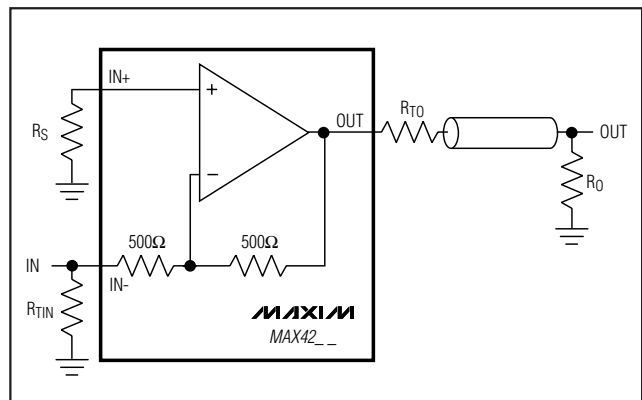 IN+
+
OUT
RTO
OUT
RS
−
RO
500Ω
500Ω
IN
IN-
RTIN
MAXIM
MAX42_ _